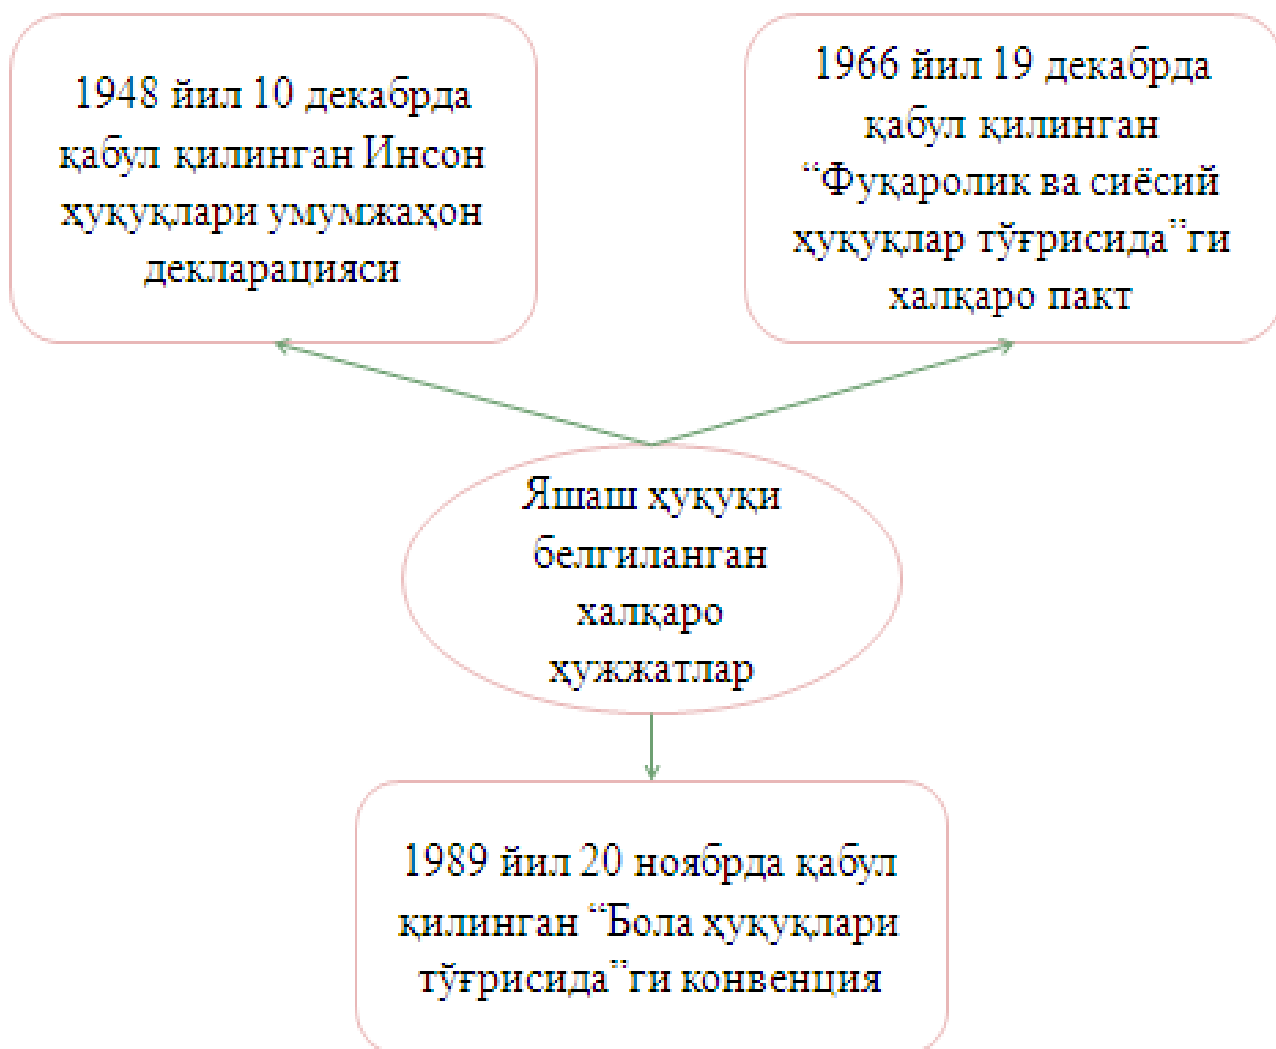 1948 йил 10 декабрда
қабул қилинган Инсон
ҳуқуқлари умумжаҳон
декларацияси
1966 йил 19 декабрда
қабул қилинган
“Фуқаролик ва сиёсий
ҳуқуқлар тўғрисида”ги
халқаро пакт
Яшаш ҳуқуқи
белгиланган
халқаро
ҳужжатлар
1989 йил 20 ноябрда қабул
қилинган “Бола ҳуқуқлари
тўғрисида”ги конвенция